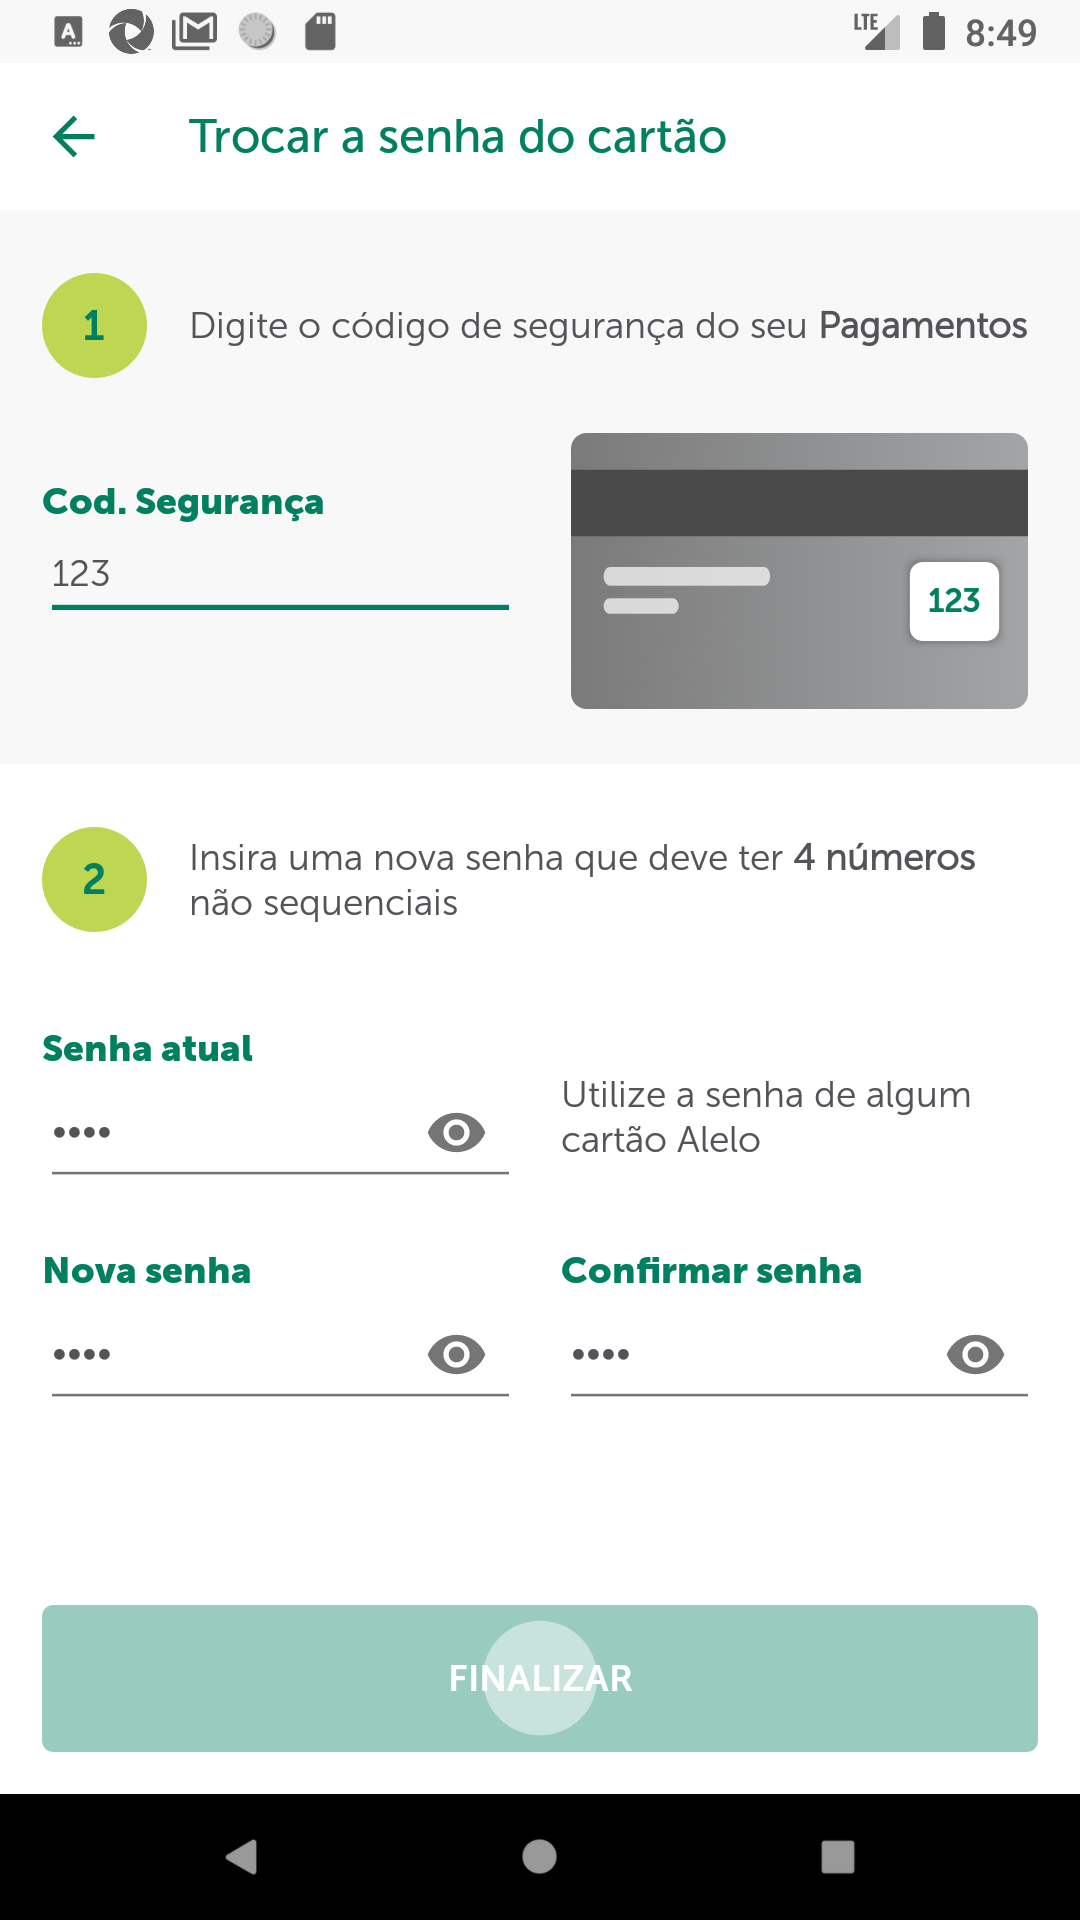 A
LTE
8:49
Trocar a senha do cartão
1
Digite o código de segurança do seu Pagamentos
Cod. Segurança
123
123
2
Insira uma nova senha que deve ter 4 números
não sequenciais
Senha atual
••••
Utilize a senha de algum
cartão Alelo
Nova senha
Confirmar senha
••••
••••
FINALIZAR